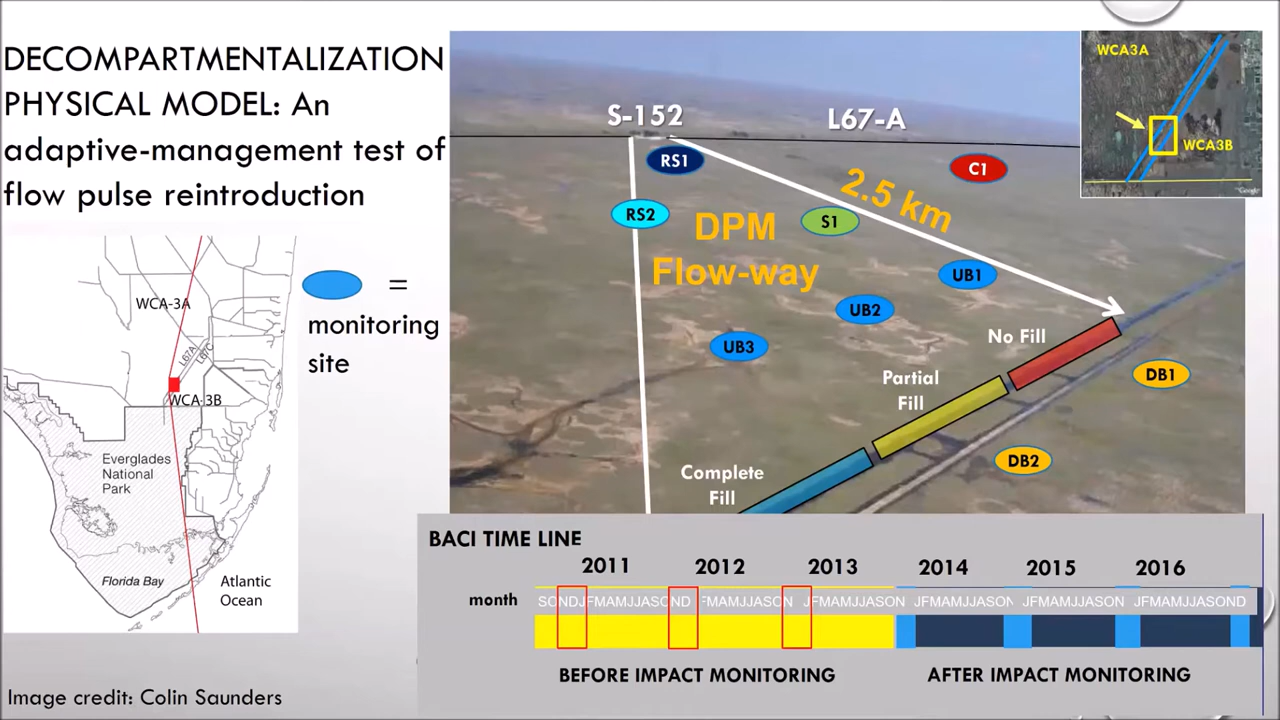 DECOMPARTMENTALIZATION
PHYSICAL MODEL: An
adaptive-management test of
flow pulse reintroduction
WCA-3A
L67A
L67C
WCA-3B
Everglades
National
Park
Florida Bay
Atlantic
Ocean
=
monitoring
site
S-152
L67-A
RS1
C1
2.5 km
RS2
S1
DPM
Flow-way
UB1
UB2
UB3
No Fill
Partial
Fill
Complete
Fill
DB1
DB2
WCA3A
WCA3B
Google
BACI TIME LINE
2011 2012 2013 2014 2015 2016
month SONDJFMAMJJASOND FMAMJJASON JFMAMJJASON JFMAMJJASON JFMAMJJASON JFMAMJJASOND
BEFORE IMPACT MONITORING AFTER IMPACT MONITORING
Image credit: Colin Saunders